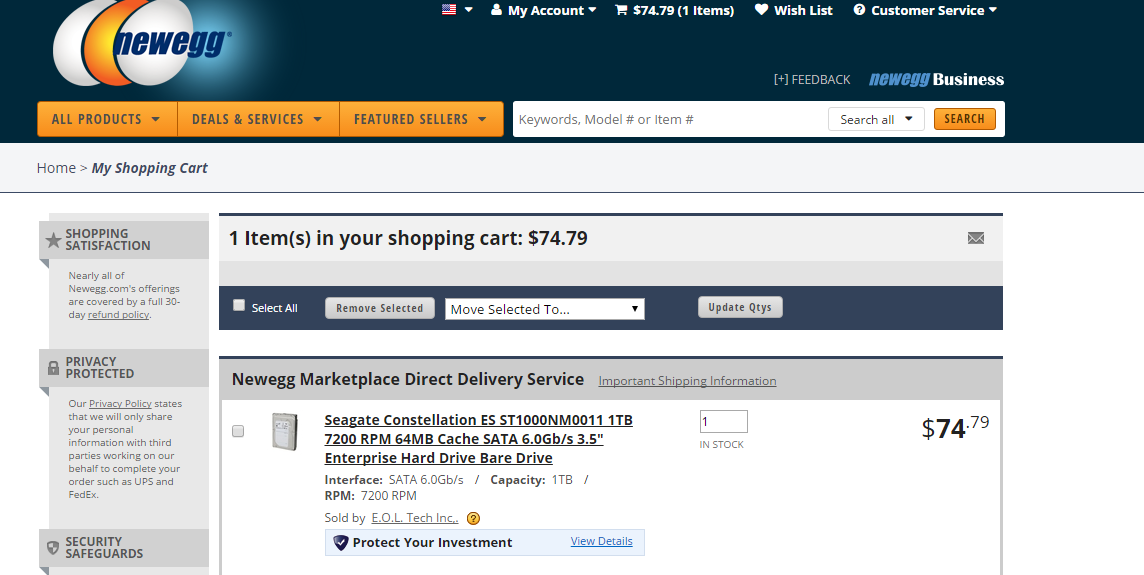 My Account
$74.79 (1 Items)
Wish List
Customer Service
newegg
[+] FEEDBACK
newegg Business
ALL PRODUCTS
DEALS & SERVICES
FEATURED SELLERS
Keywords, Model # or Item #
Search all
SEARCH
Home > My Shopping Cart
SHOPPING
SATISFACTION
Nearly all of
Newegg.com's offerings
are covered by a full 30-
day refund policy.
PRIVACY
PROTECTED
Our Privacy Policy states
that we will only share
your personal
information with third
parties working on our
behalf to complete your
order such as UPS and
FedEx.
SECURITY
SAFEGUARDS
1 Item(s) in your shopping cart: $74.79
Select All
Remove Selected
Move Selected To...
Update Qtys
Newegg Marketplace Direct Delivery Service
Important Shipping Information
Seagate Constellation ES ST1000NM0011 1TB
7200 RPM 64MB Cache SATA 6.0Gb/s 3.5"
Enterprise Hard Drive Bare Drive
Interface: SATA 6.0Gb/s / Capacity: 1TB /
RPM: 7200 RPM
Sold by E.O.L. Tech Inc,.
Protect Your Investment
View Details
1
IN STOCK
$74.79